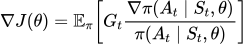 ∇J(θ) = 𝔼_π[G_t ∇π(A_t ∣ S_t, θ) / π(A_t ∣ S_t, θ)]